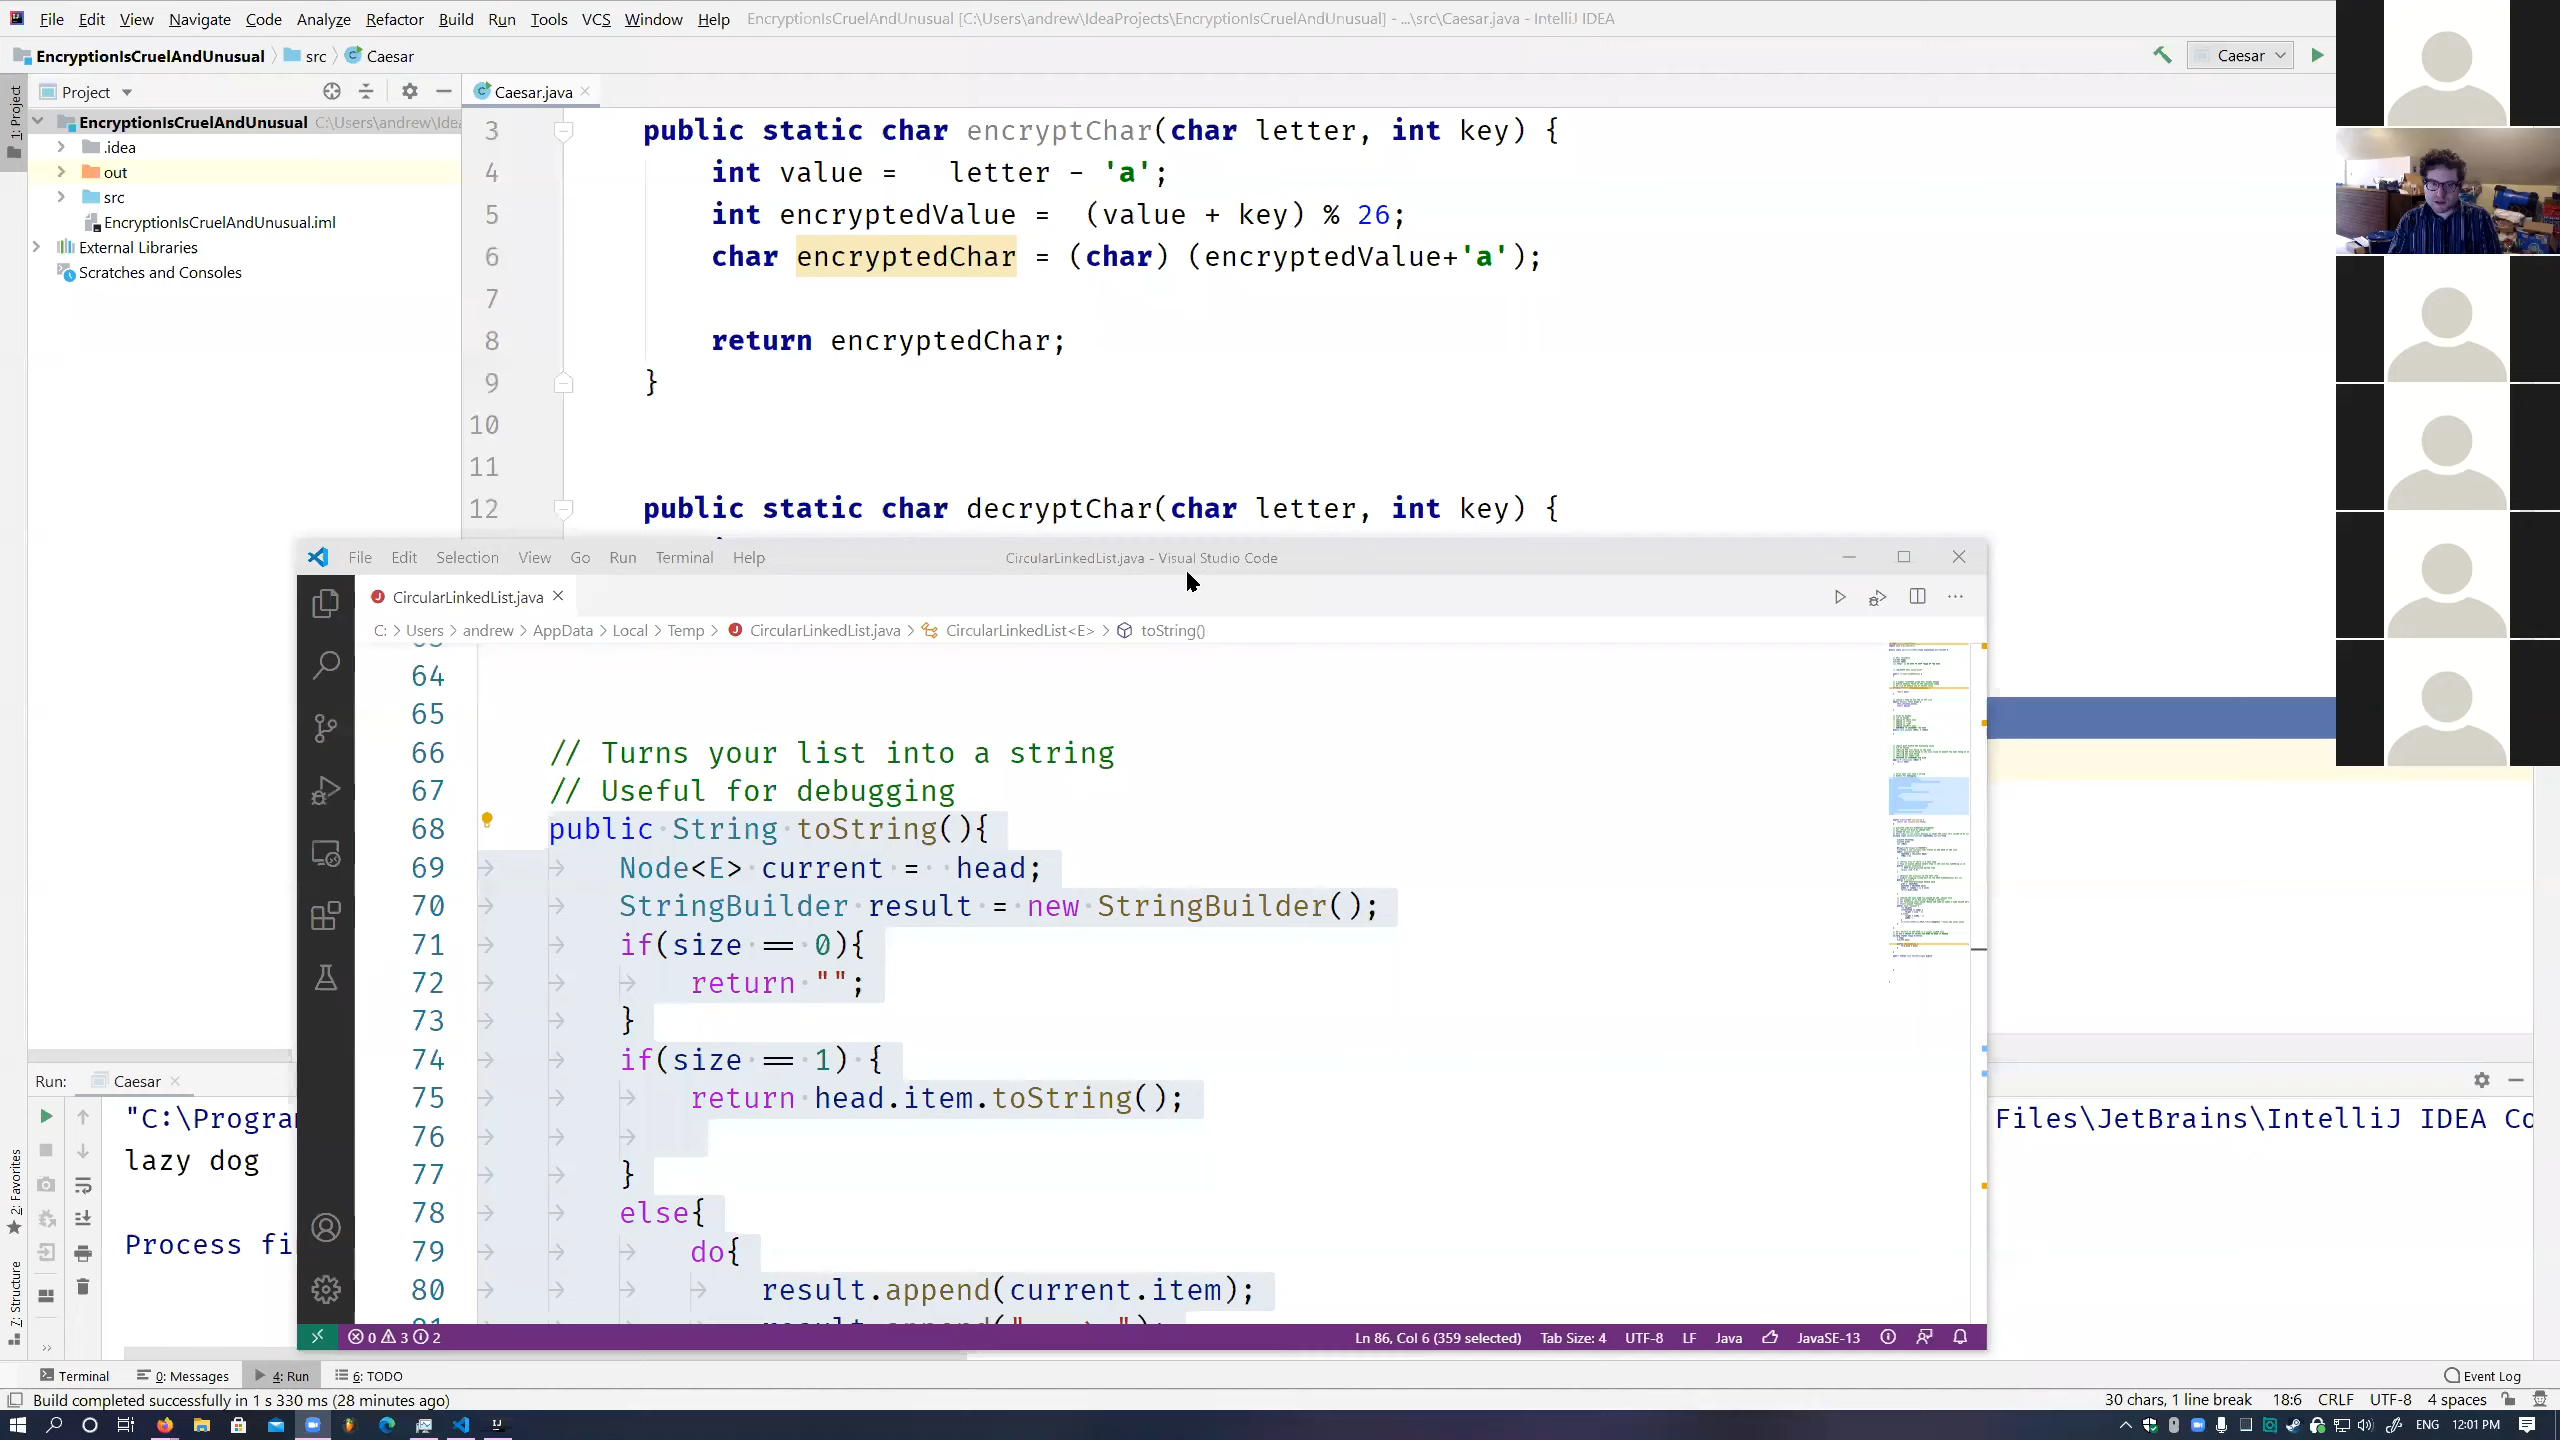 File Edit View Navigate Code Analyze Refactor Build Run Tools VCS Window Help EncryptionIsCruelAndUnusual [C:\Users\andrew\IdeaProjects\EncryptionIsCruelAndUnusual] - ...\src\Caesar.java - IntelliJ IDEA
EncryptionIsCruelAndUnusual src Caesar Caesar
1: Project
Project
Caesar.java
EncryptionIsCruelAndUnusual C:\Users\andrew\Idea
.idea
out
src
EncryptionIsCruelAndUnusual.iml
External Libraries
Scratches and Consoles
3 public static char encryptChar(char letter, int key) {
4 int value = letter - 'a';
5 int encryptedValue = (value + key) % 26;
6 char encryptedChar = (char) (encryptedValue+'a');
7
8 return encryptedChar;
9 }
10
11
12 public static char decryptChar(char letter, int key) {
File Edit Selection View Go Run Terminal Help CircularLinkedList.java - Visual Studio Code
CircularLinkedList.java
C: > Users > andrew > AppData > Local > Temp > CircularLinkedList.java > CircularLinkedList<E> > toString()
64
65
66 // Turns your list into a string
67 // Useful for debugging
68 public String toString(){
69 Node<E> current = head;
70 StringBuilder result = new StringBuilder();
71 if(size == 0){
72 return "";
73 }
74 if(size == 1) {
75 return head.item.toString();
76
77 }
78 else{
79 do{
80 result.append(current.item);
0 3 2 Ln 86, Col 6 (359 selected) Tab Size: 4 UTF-8 LF Java JavaSE-13
Run: Caesar
"C:\Progra Files\JetBrains\IntelliJ IDEA Co
lazy dog
Process fi
2: Favorites
7: Structure
Terminal 0: Messages 4: Run 6: TODO Event Log
Build completed successfully in 1 s 330 ms (28 minutes ago) 30 chars, 1 line break 18:6 CRLF UTF-8 4 spaces
ENG 12:01 PM